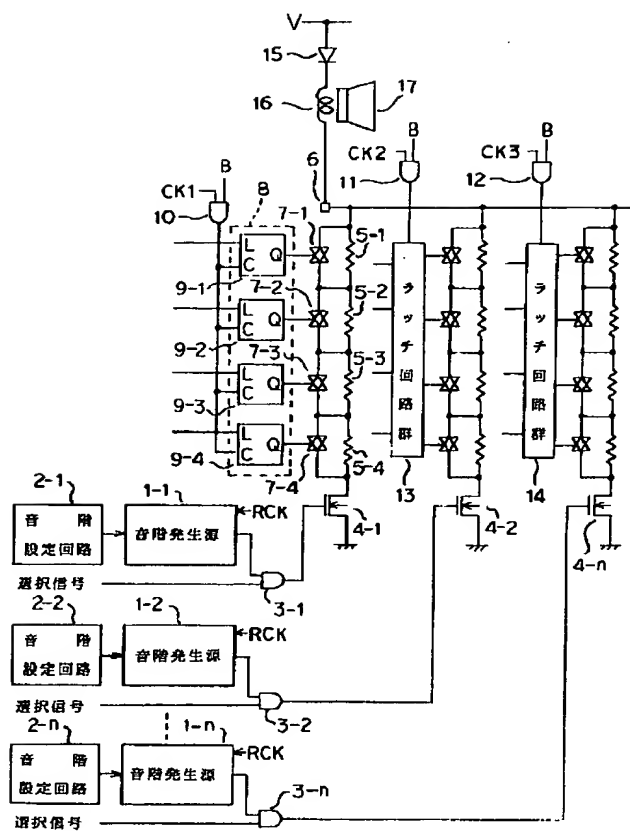 V
15
16
17
B
B
CK2
11
CK3
12
B
CK1
10
8
6
7-1
5-1
L
C
Q
9-1
7-2
5-2
L
C
Q
9-2
7-3
5-3
L
C
Q
9-3
7-4
5-4
L
C
Q
9-4
ラッチ回路群
13
ラッチ回路群
14
2-1
音階
設定回路
1-1
音階発生源
RCK
選択信号
3-1
4-1
4-2
4-n
2-2
音階
設定回路
1-2
音階発生源
RCK
選択信号
3-2
2-n
音階
設定回路
1-n
音階発生源
RCK
選択信号
3-n